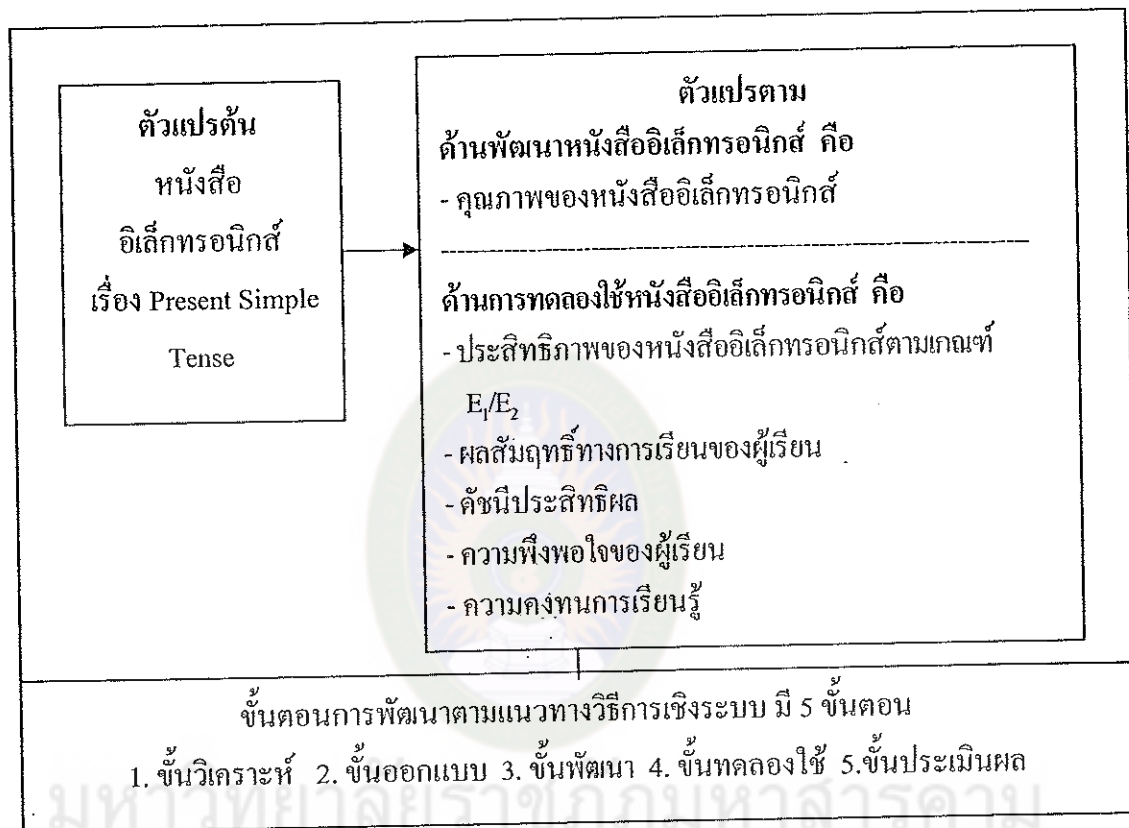 ตัวแปรต้น
หนังสือ
อิเล็กทรอนิกส์
เรื่อง Present Simple
Tense
ตัวแปรตาม
ด้านพัฒนาหนังสืออิเล็กทรอนิกส์ คือ
- คุณภาพของหนังสืออิเล็กทรอนิกส์
ด้านการทดลองใช้หนังสืออิเล็กทรอนิกส์ คือ
- ประสิทธิภาพของหนังสืออิเล็กทรอนิกส์ตามเกณฑ์
E₁/E₂
- ผลสัมฤทธิ์ทางการเรียนของผู้เรียน
- ดัชนีประสิทธิผล
- ความพึงพอใจของผู้เรียน
- ความคงทนการเรียนรู้
ขั้นตอนการพัฒนาตามแนวทางวิธีการเชิงระบบ มี 5 ขั้นตอน
1. ขั้นวิเคราะห์ 2. ขั้นออกแบบ 3. ขั้นพัฒนา 4. ขั้นทดลองใช้ 5.ขั้นประเมินผล
มหาวิทยาลัยราชภัฏมหาสารคาม